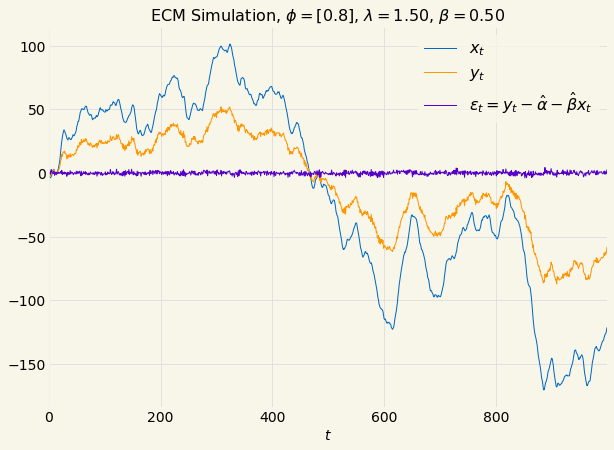 ECM Simulation, ϕ = [0.8], λ = 1.50, β = 0.50
x_t
y_t
ε_t = y_t − α̂ − β̂x_t
100
50
0
−50
−100
−150
0 200 400 600 800
t